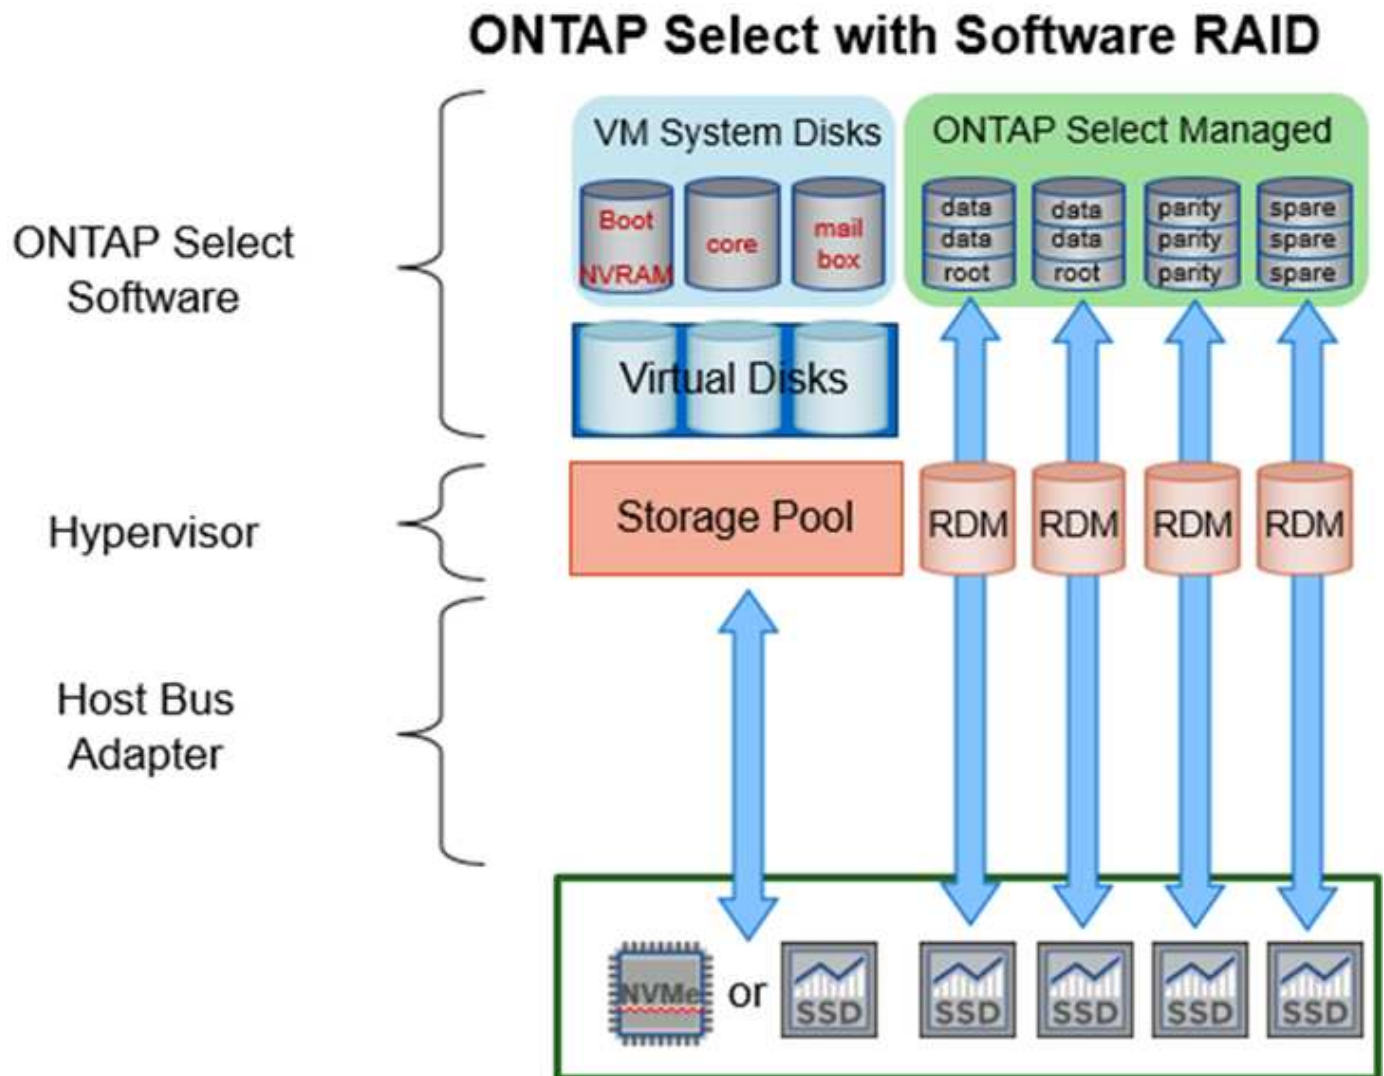 ONTAP Select with Software RAID
VM System Disks
ONTAP Select Managed
Boot
NVRAM
core
mail
box
data
data
root
data
data
root
parity
parity
parity
spare
spare
spare
ONTAP Select
Software
Virtual Disks
Hypervisor
Storage Pool
RDM
RDM
RDM
RDM
Host Bus
Adapter
NVMe
or
SSD
SSD
SSD
SSD
SSD